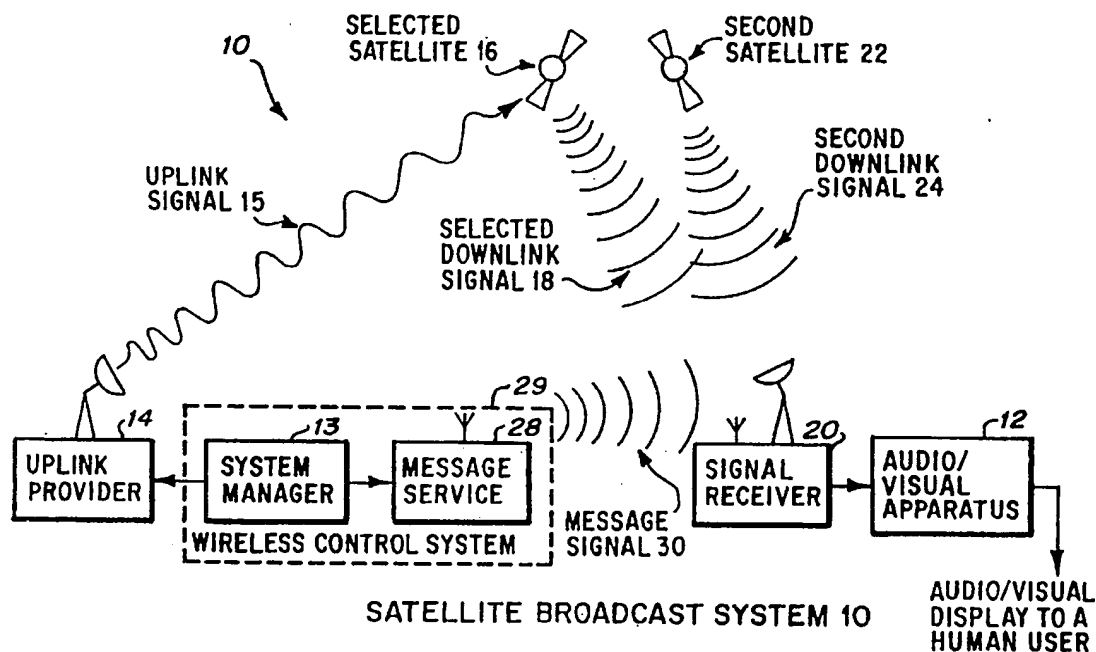 10
SELECTED
SATELLITE 16
SECOND
SATELLITE 22
UPLINK
SIGNAL 15
SELECTED
DOWNLINK
SIGNAL 18
SECOND
DOWNLINK
SIGNAL 24
14
UPLINK
PROVIDER
13
SYSTEM
MANAGER
29
28
MESSAGE
SERVICE
WIRELESS CONTROL SYSTEM
MESSAGE
SIGNAL 30
20
SIGNAL
RECEIVER
12
AUDIO/
VISUAL
APPARATUS
AUDIO/VISUAL
DISPLAY TO A
HUMAN USER
SATELLITE BROADCAST SYSTEM 10